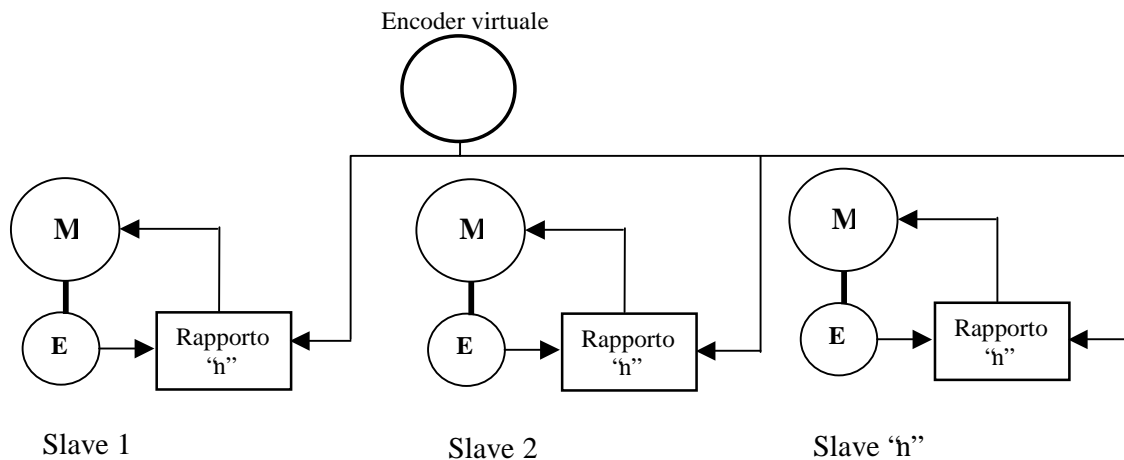 Encoder virtuale
M
M
M
E
Rapporto
“n”
E
Rapporto
“n”
E
Rapporto
“n”
Slave 1
Slave 2
Slave “n”